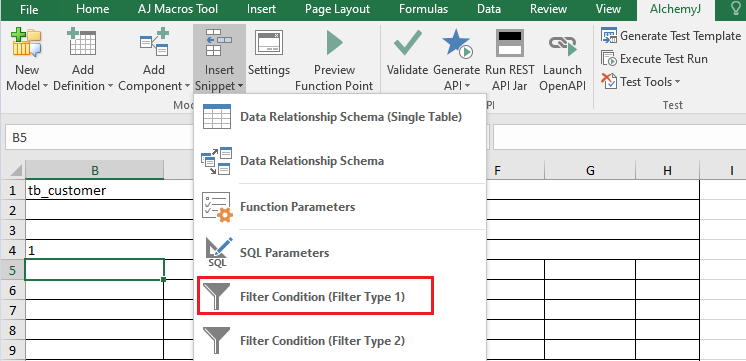 File Home AJ Macros Tool Insert Page Layout Formulas Data Review View AlchemyJ
New Model Add Definition Add Component Insert Snippet Settings Preview Function Point Validate Generate API Run REST API Jar Launch OpenAPI
Generate Test Template
Execute Test Run
Test Tools
Mod
PI
Test
B5
B F G H I
1 tb_customer
2
3
4 1
5
6
7
8
9
Data Relationship Schema (Single Table)
Data Relationship Schema
Function Parameters
SQL
SQL Parameters
Filter Condition (Filter Type 1)
Filter Condition (Filter Type 2)